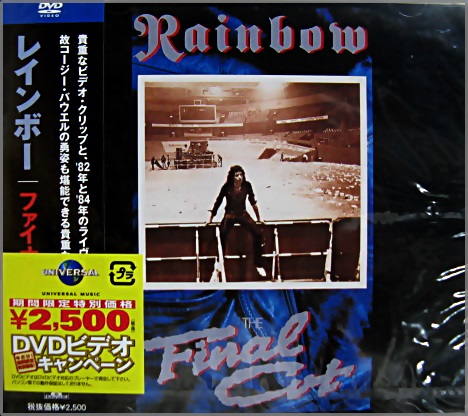 DVD
VIDEO
貴重なビデオ・クリップと、'82年と'84年のライヴ
故コージー・パウエルの勇姿も堪能できる貴重
レインボー
ファイ
Rainbow
THE
Final
Cut
UNIVERSAL
プラ
UNIVERSAL MUSIC
期間限定特別価格
¥2,500
DVDビデオ
キャンペーン
税抜価格¥2,500